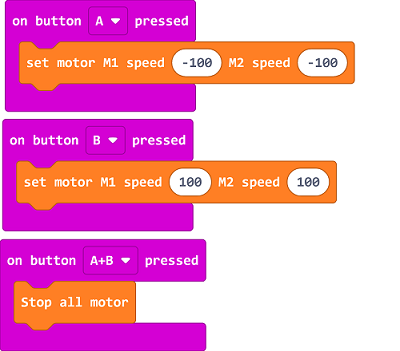 on button A pressed
set motor M1 speed -100 M2 speed -100
on button B pressed
set motor M1 speed 100 M2 speed 100
on button A+B pressed
Stop all motor